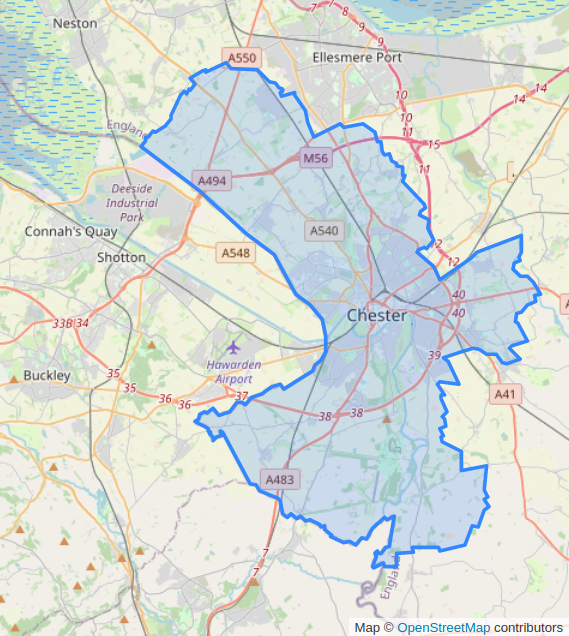 Neston
7
8
9
9
A550
Ellesmere Port
10
10
14
14
11
15
England
M56
11
A494
Deeside
Industrial
Park
Connah's Quay
A540
A548
12
12
Shotton
40
Chester
40
33B
34
Hawarden
Airport
39
35
Buckley
35
36
36
37
38
38
A41
A483
7
7
England
Map © OpenStreetMap contributors